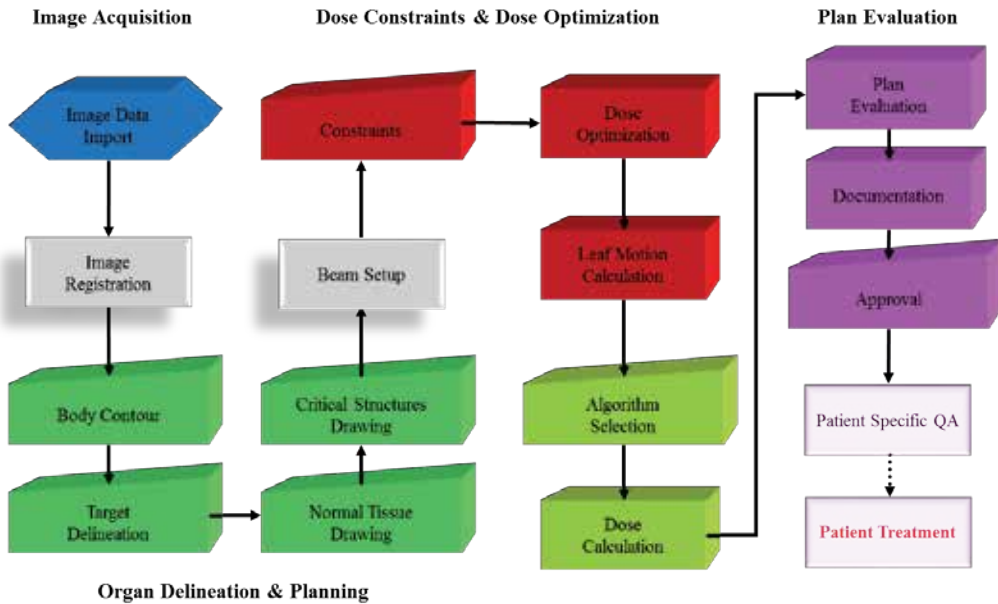 Image Acquisition
Dose Constraints & Dose Optimization
Plan Evaluation
Image Data
Import
Image
Registration
Body Contour
Target
Delineation
Normal Tissue
Drawing
Critical Structures
Drawing
Beam Setup
Constraints
Dose
Optimization
Leaf Motion
Calculation
Algorithm
Selection
Dose
Calculation
Plan
Evaluation
Documentation
Approval
Patient Specific QA
Patient Treatment
Organ Delineation & Planning